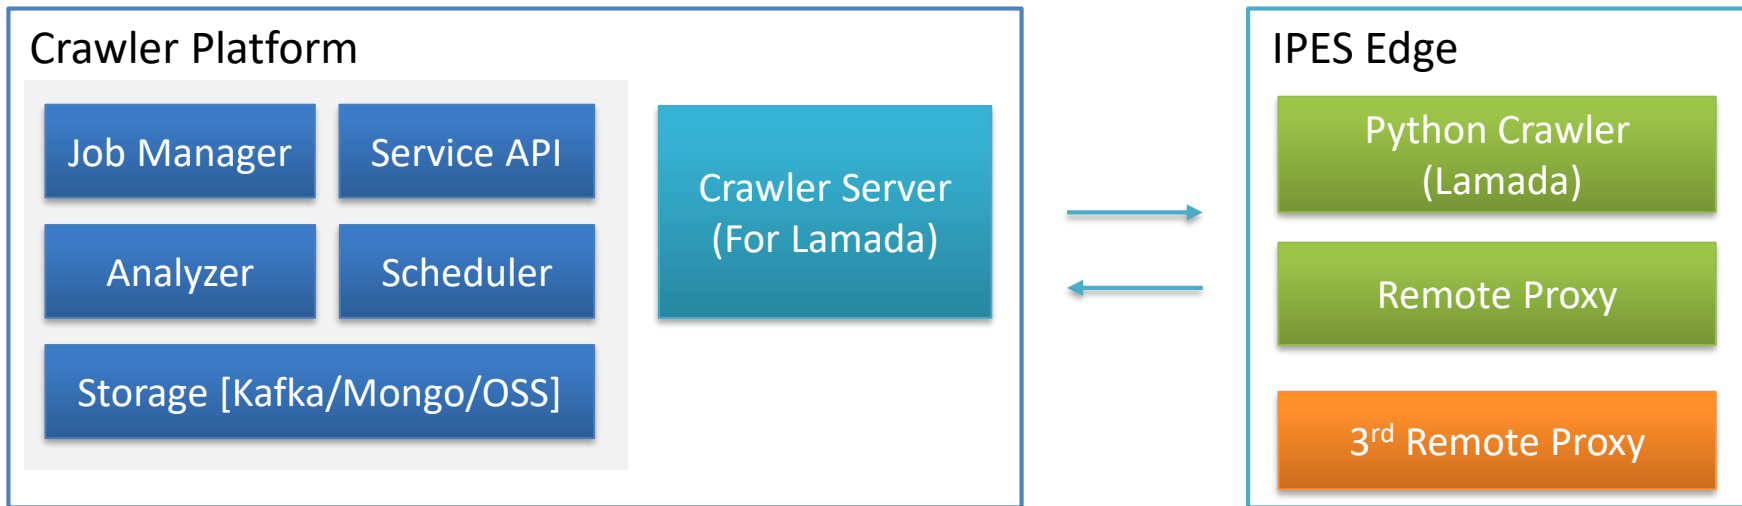 Crawler Platform
Job Manager
Service API
Analyzer
Scheduler
Storage [Kafka/Mongo/OSS]
Crawler Server
(For Lamada)
IPES Edge
Python Crawler
(Lamada)
Remote Proxy
3rd Remote Proxy